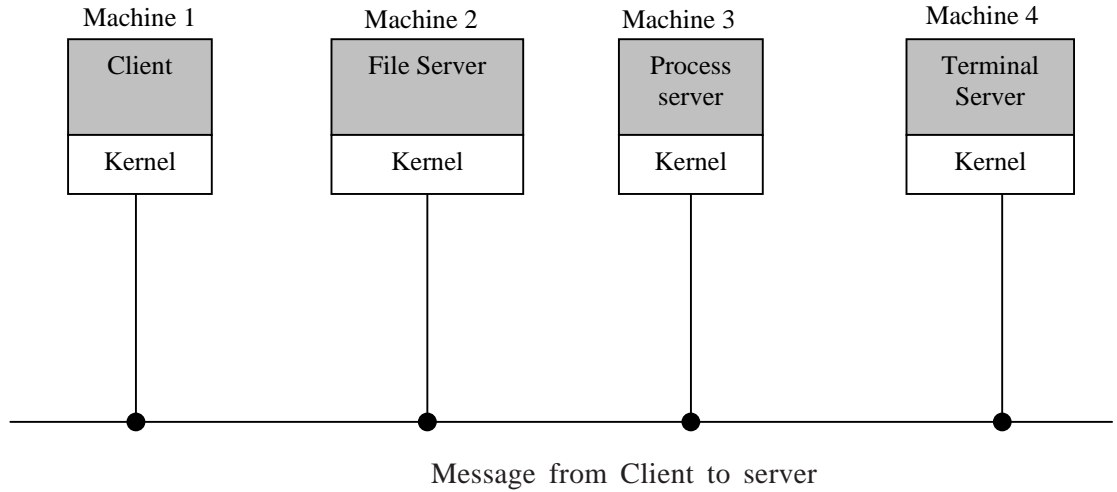 Machine 1
Machine 2
Machine 3
Machine 4
Client
File Server
Process
server
Terminal
Server
Kernel
Kernel
Kernel
Kernel
Message from Client to server